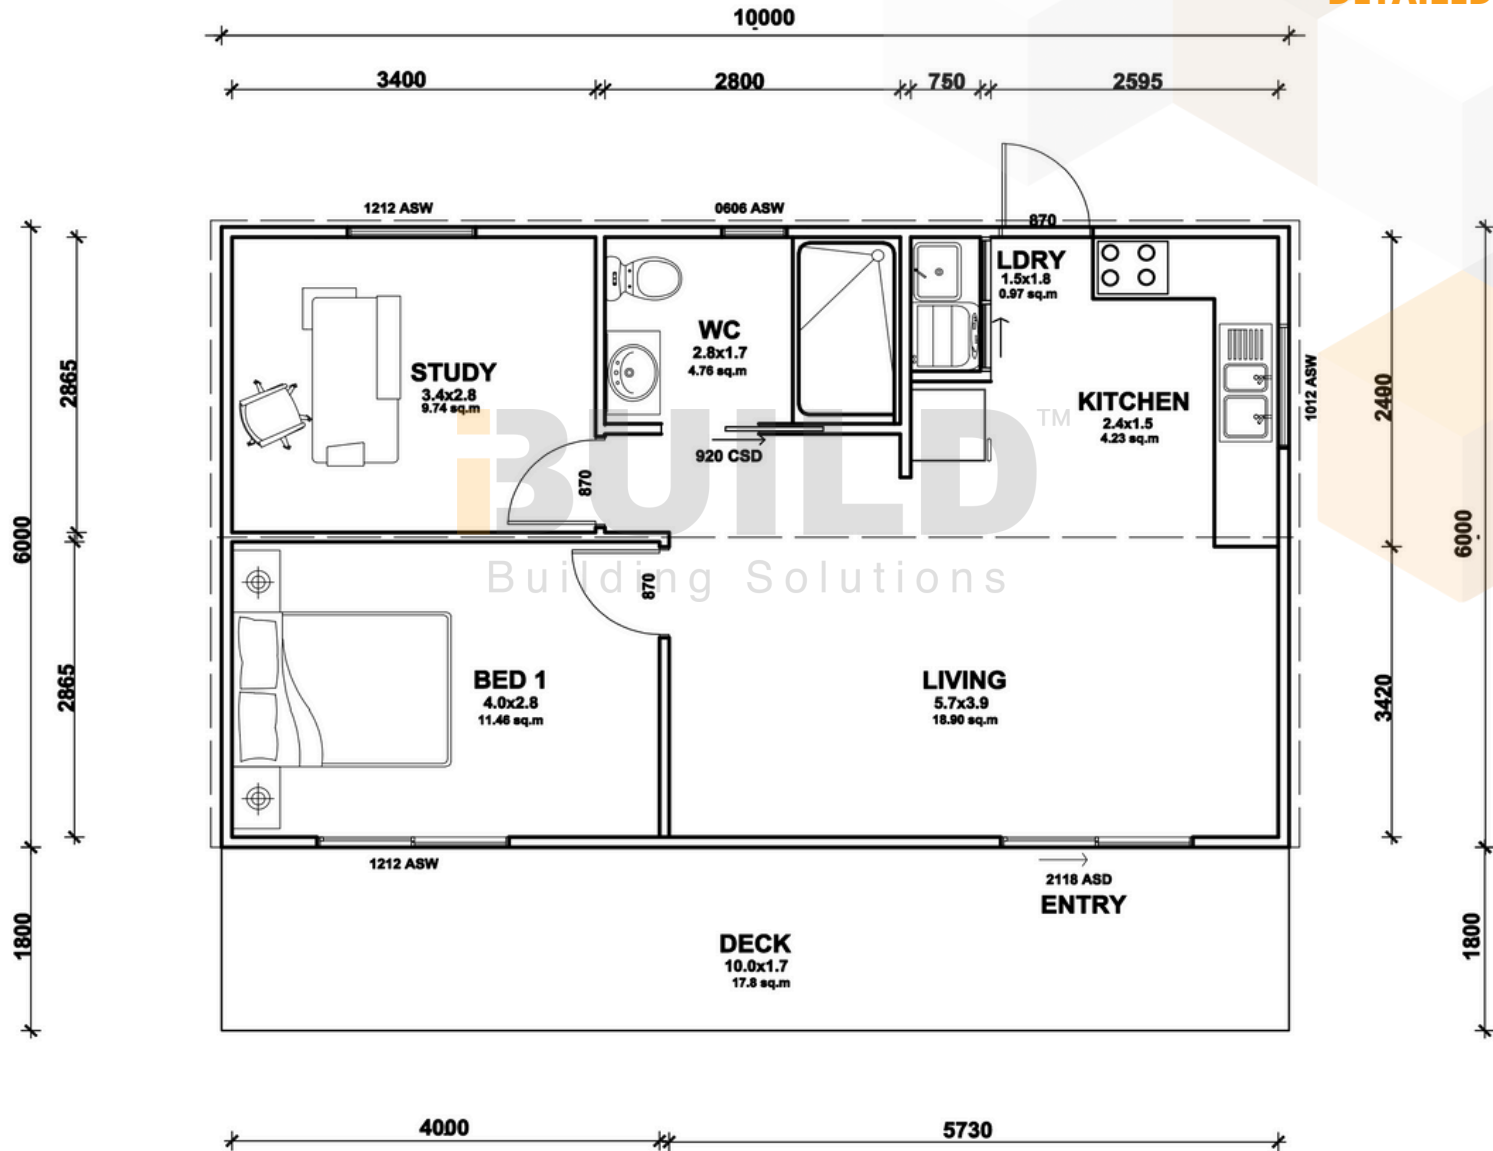 10000
3400
2800
750
2595
1212 ASW
0606 ASW
870
LDRY
1.5x1.8
0.97 sq.m
WC
2.8x1.7
4.76 sq.m
STUDY
3.4x2.8
9.74 sq.m
KITCHEN
2.4x1.5
4.23 sq.m
1012 ASW
2865
6000
2865
1800
iBUILD™
Building Solutions
920 CSD
870
870
BED 1
4.0x2.8
11.46 sq.m
LIVING
5.7x3.9
18.90 sq.m
3420
6000
1800
1212 ASW
2118 ASD
ENTRY
DECK
10.0x1.7
17.8 sq.m
4000
5730